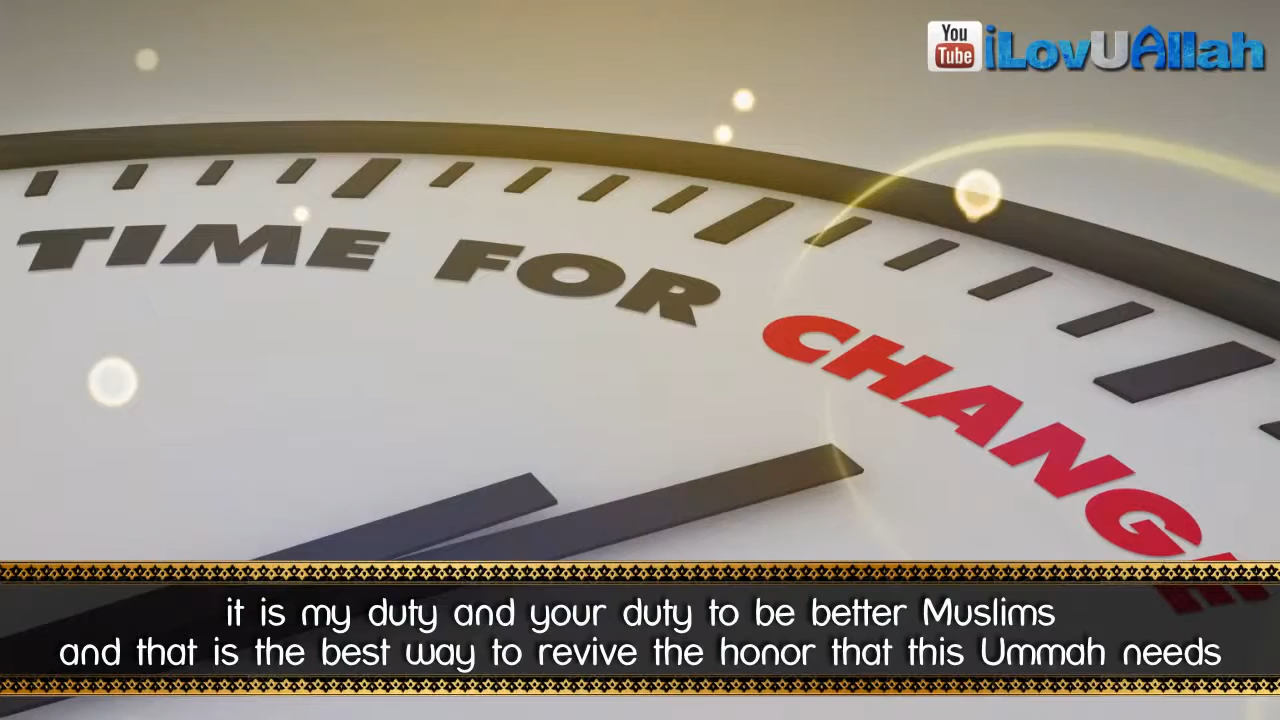 You
Tube
iLovUAllah
TIME FOR CHANGE
it is my duty and your duty to be better Muslims
and that is the best way to revive the honor that this Ummah needs